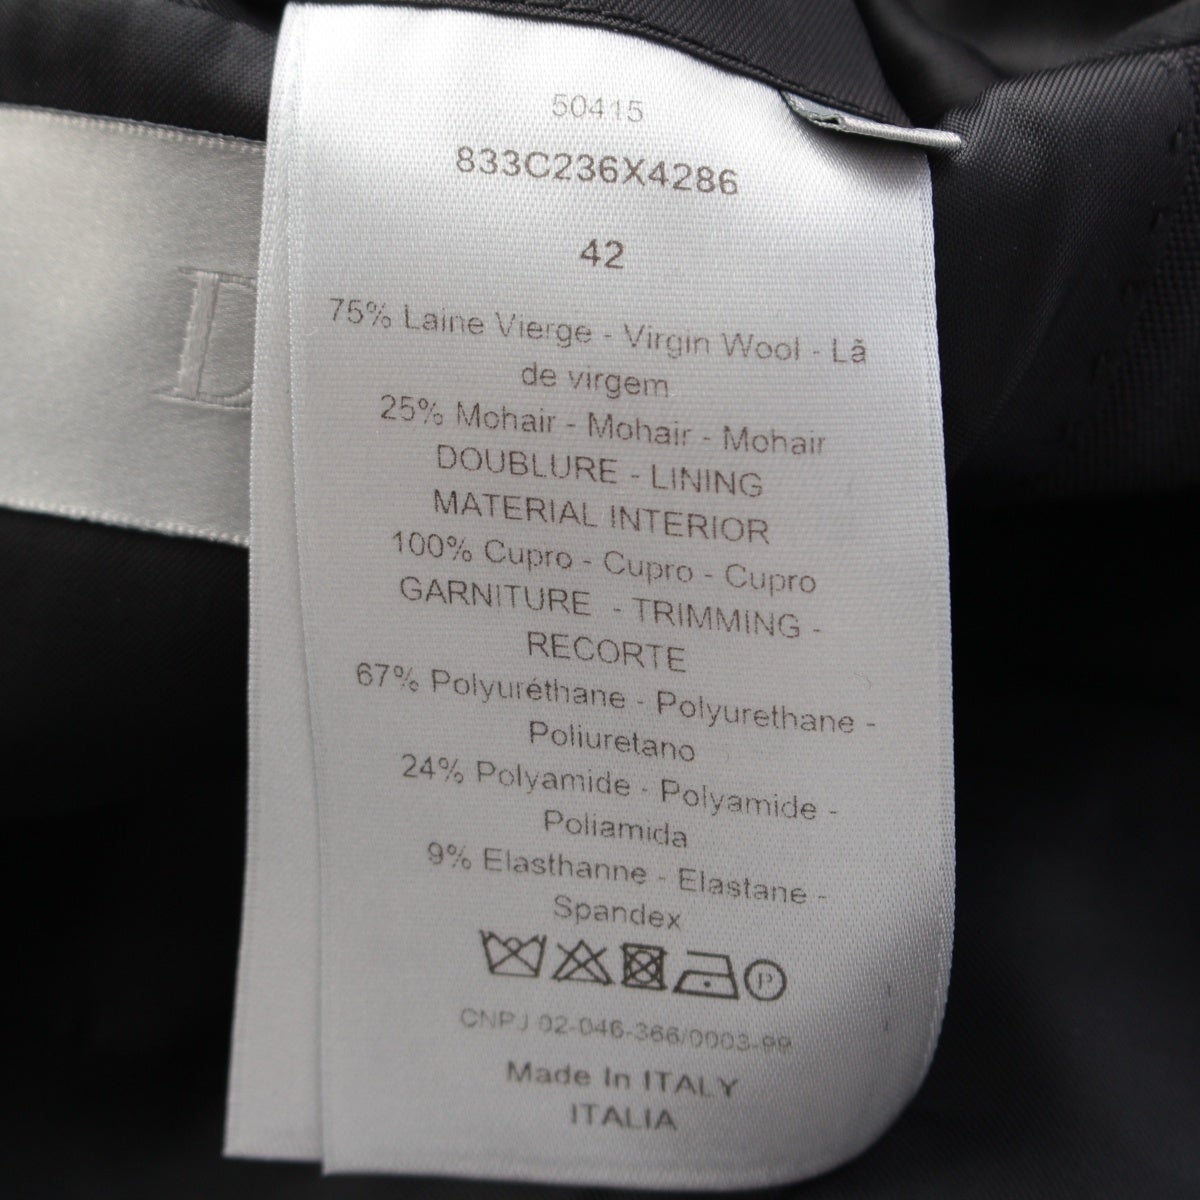 50415
833C236X4286
42
75% Laine Vierge - Virgin Wool - Lã
de virgem
25% Mohair - Mohair - Mohair
DOUBLURE - LINING
MATERIAL INTERIOR
100% Cupro - Cupro - Cupro
GARNITURE - TRIMMING -
RECORTE
67% Polyuréthane - Polyurethane -
Poliuretano
24% Polyamide - Polyamide -
Poliamida
9% Elasthanne - Elastane -
Spandex
P
CNPJ 02-046-366/0003-99
Made In ITALY
ITALIA